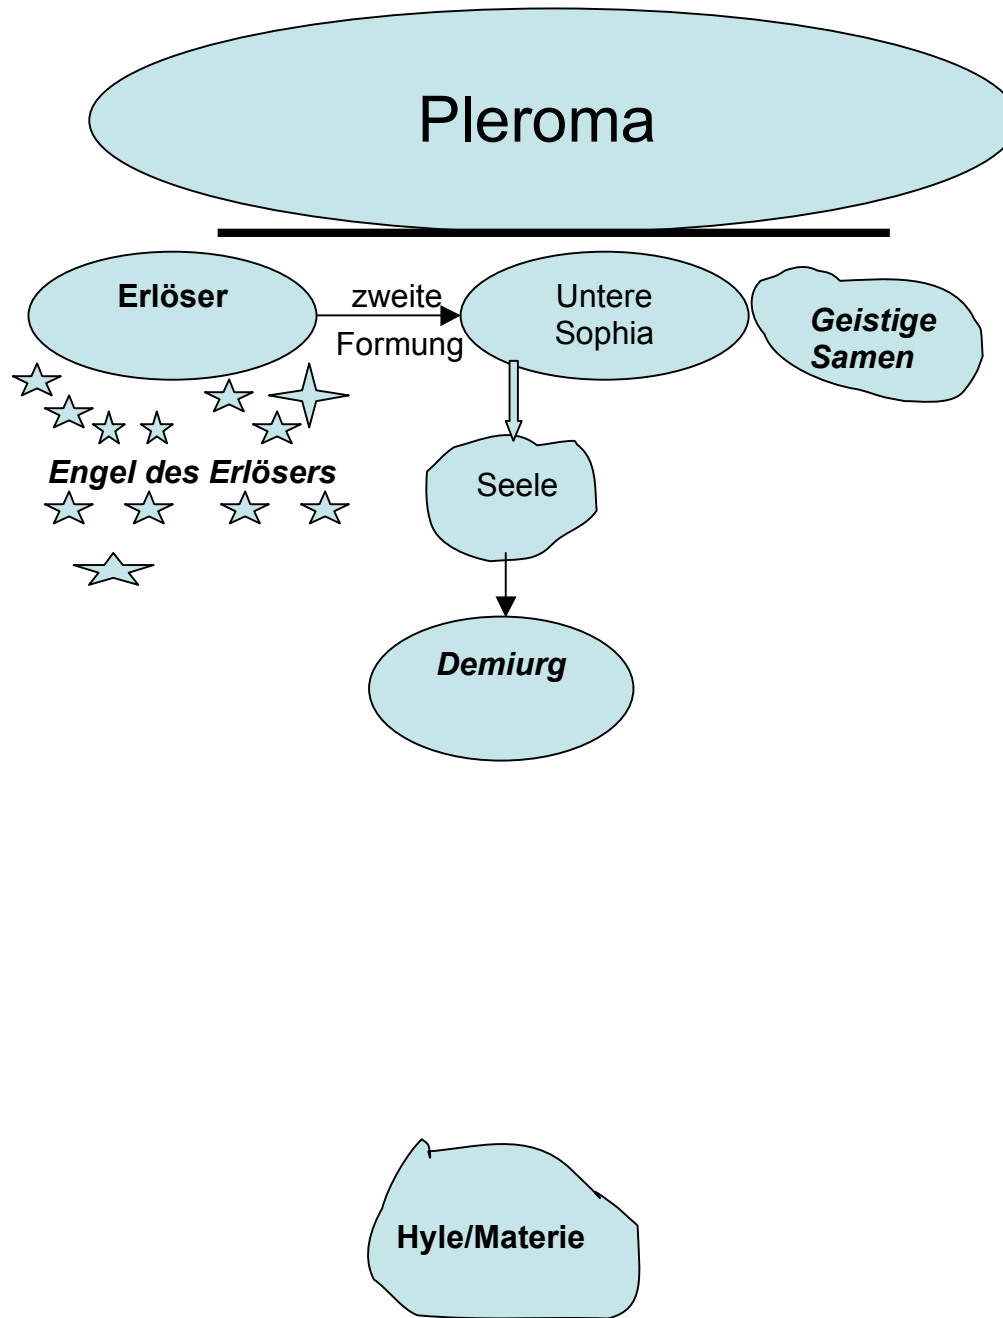 Pleroma
Erlöser
zweite
Formung
Untere
Sophia
Geistige
Samen
Engel des Erlösers
Seele
Demiurg
Hyle/Materie